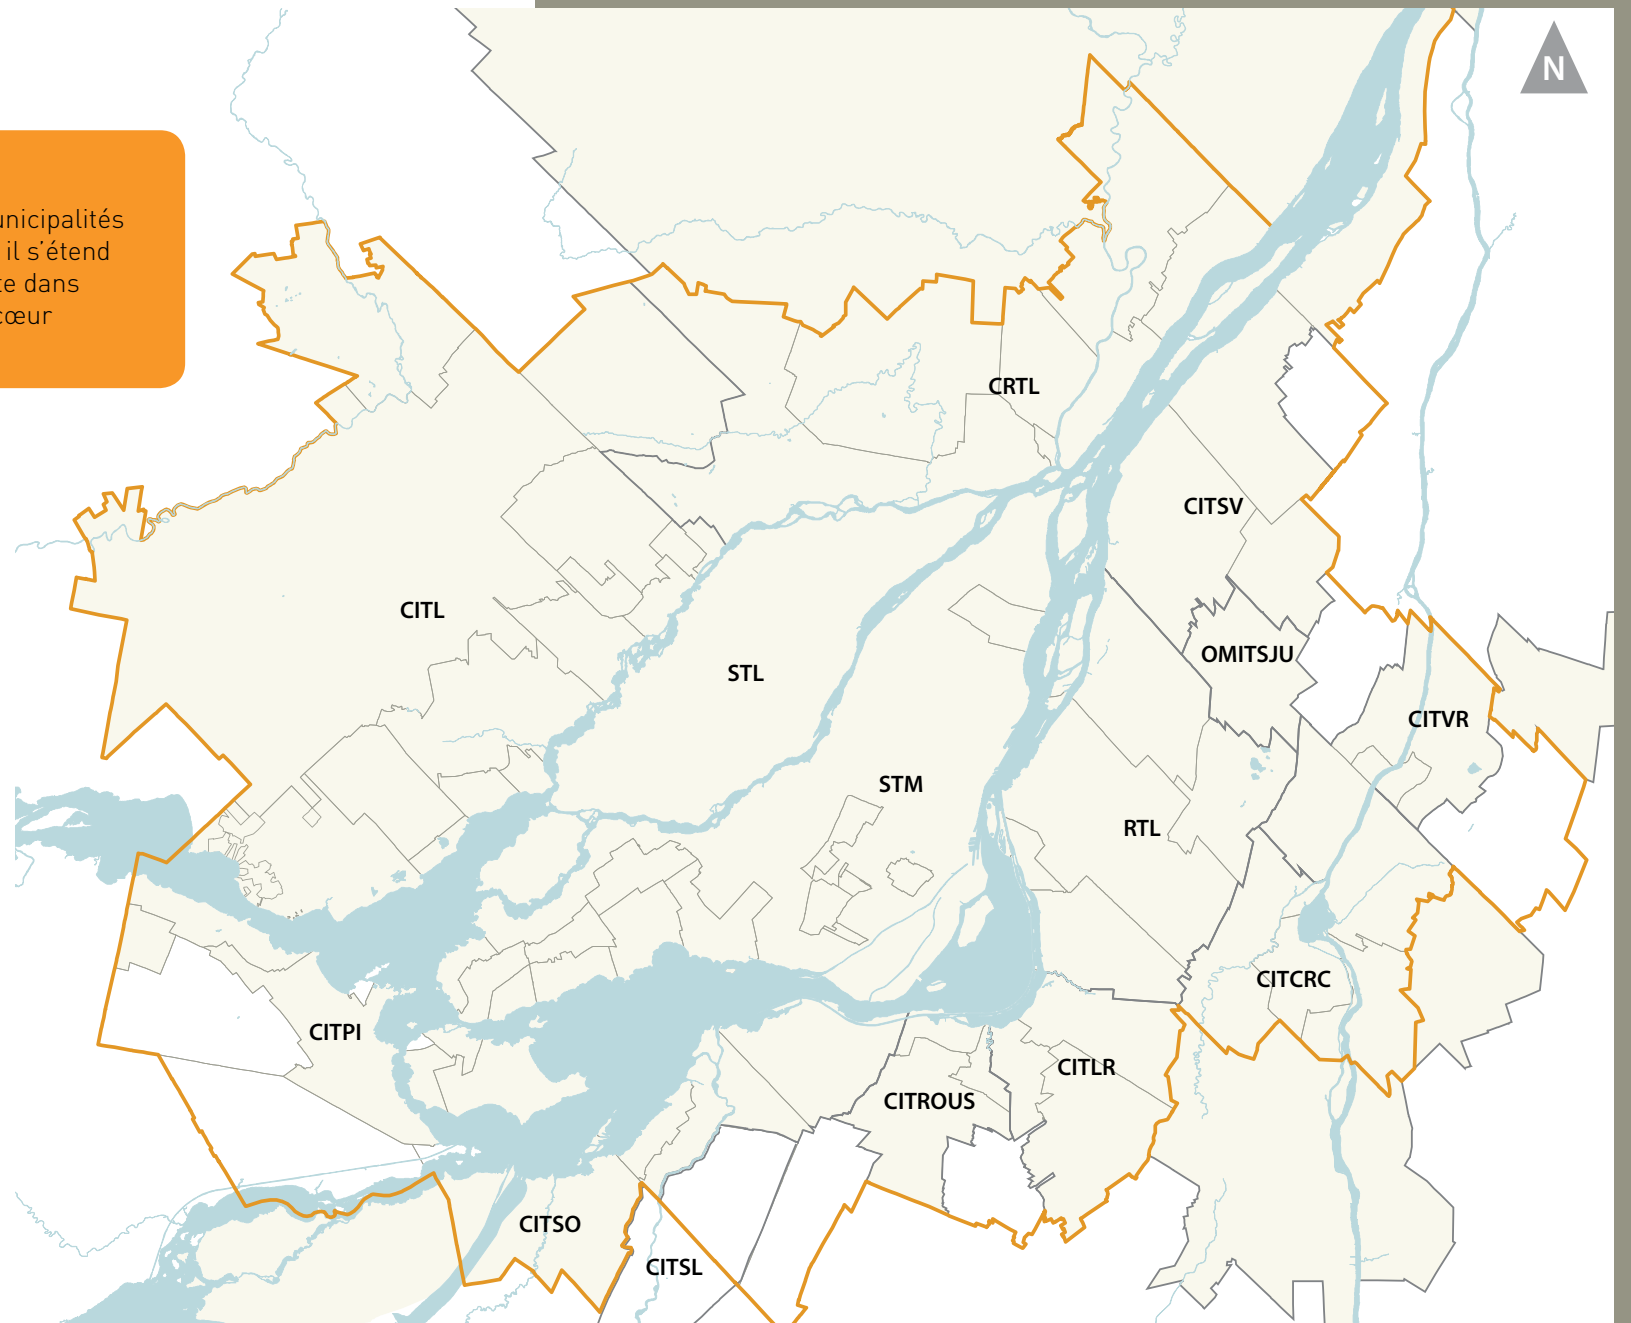 N
unicipalités
il s'étend
te dans
cœur
CRTL
CITSV
CITL
OMITSJU
STL
CITVR
STM
RTL
CITCRC
CITPI
CITLR
CITROUS
CITSO
CITSL